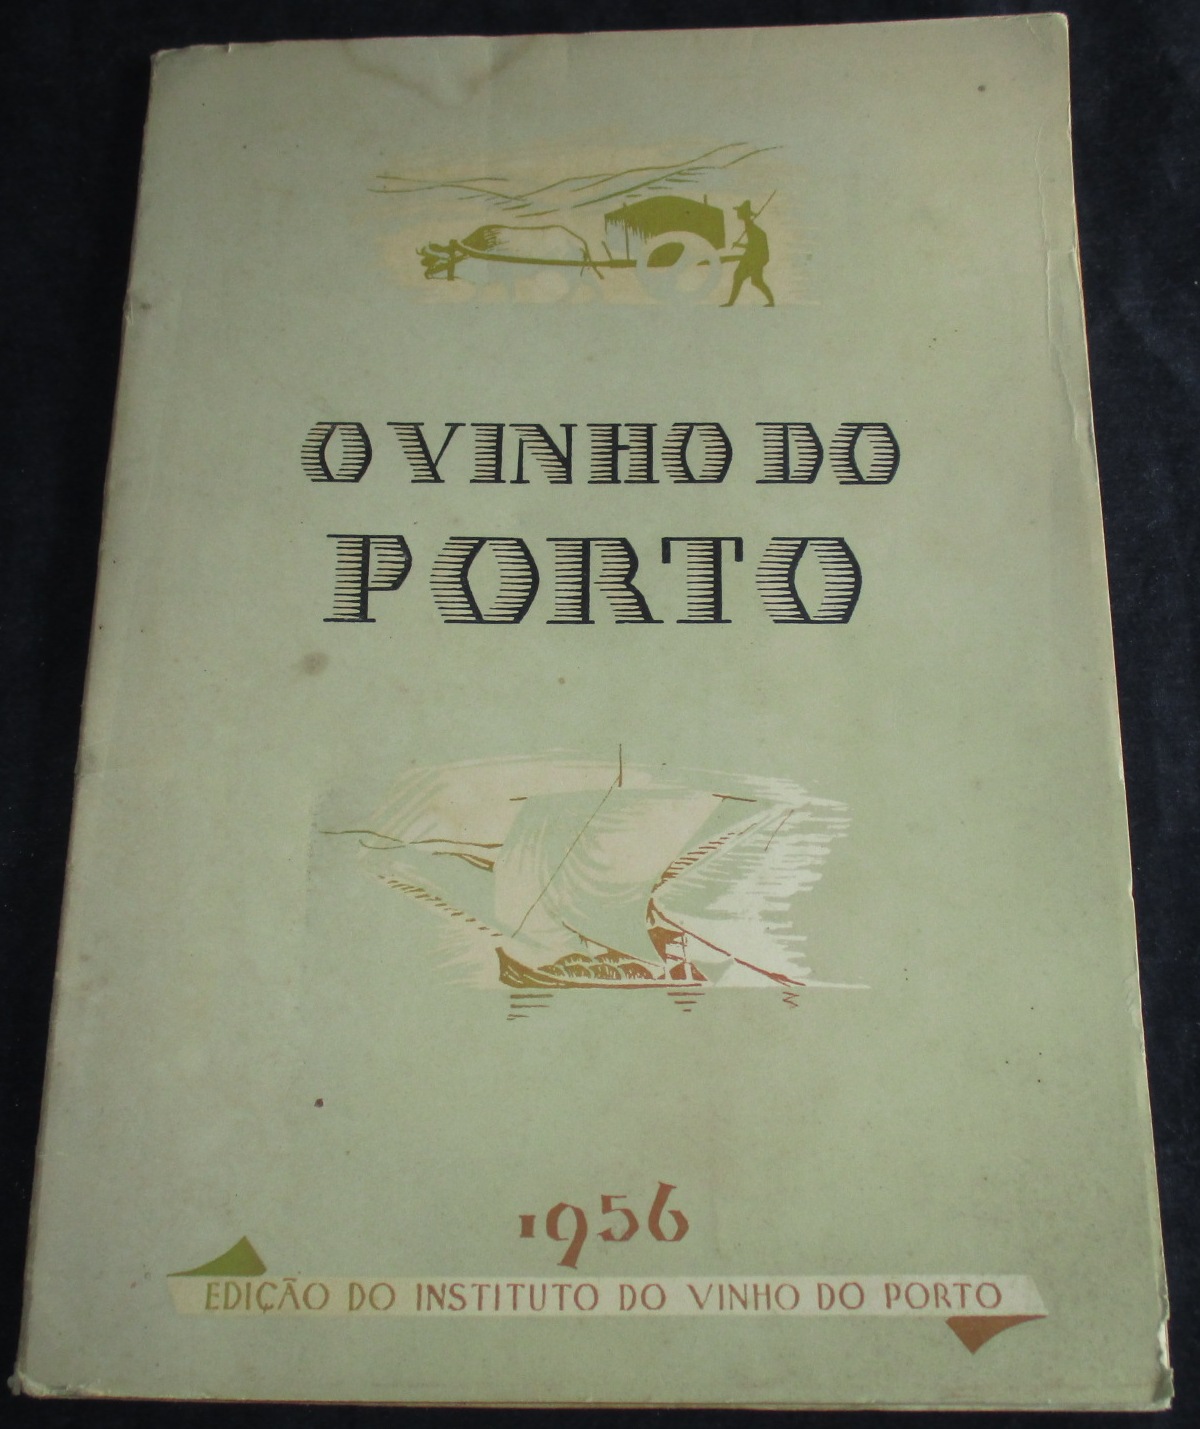 O VINHO DO
PORTO
1956
EDIÇÃO DO INSTITUTO DO VINHO DO PORTO